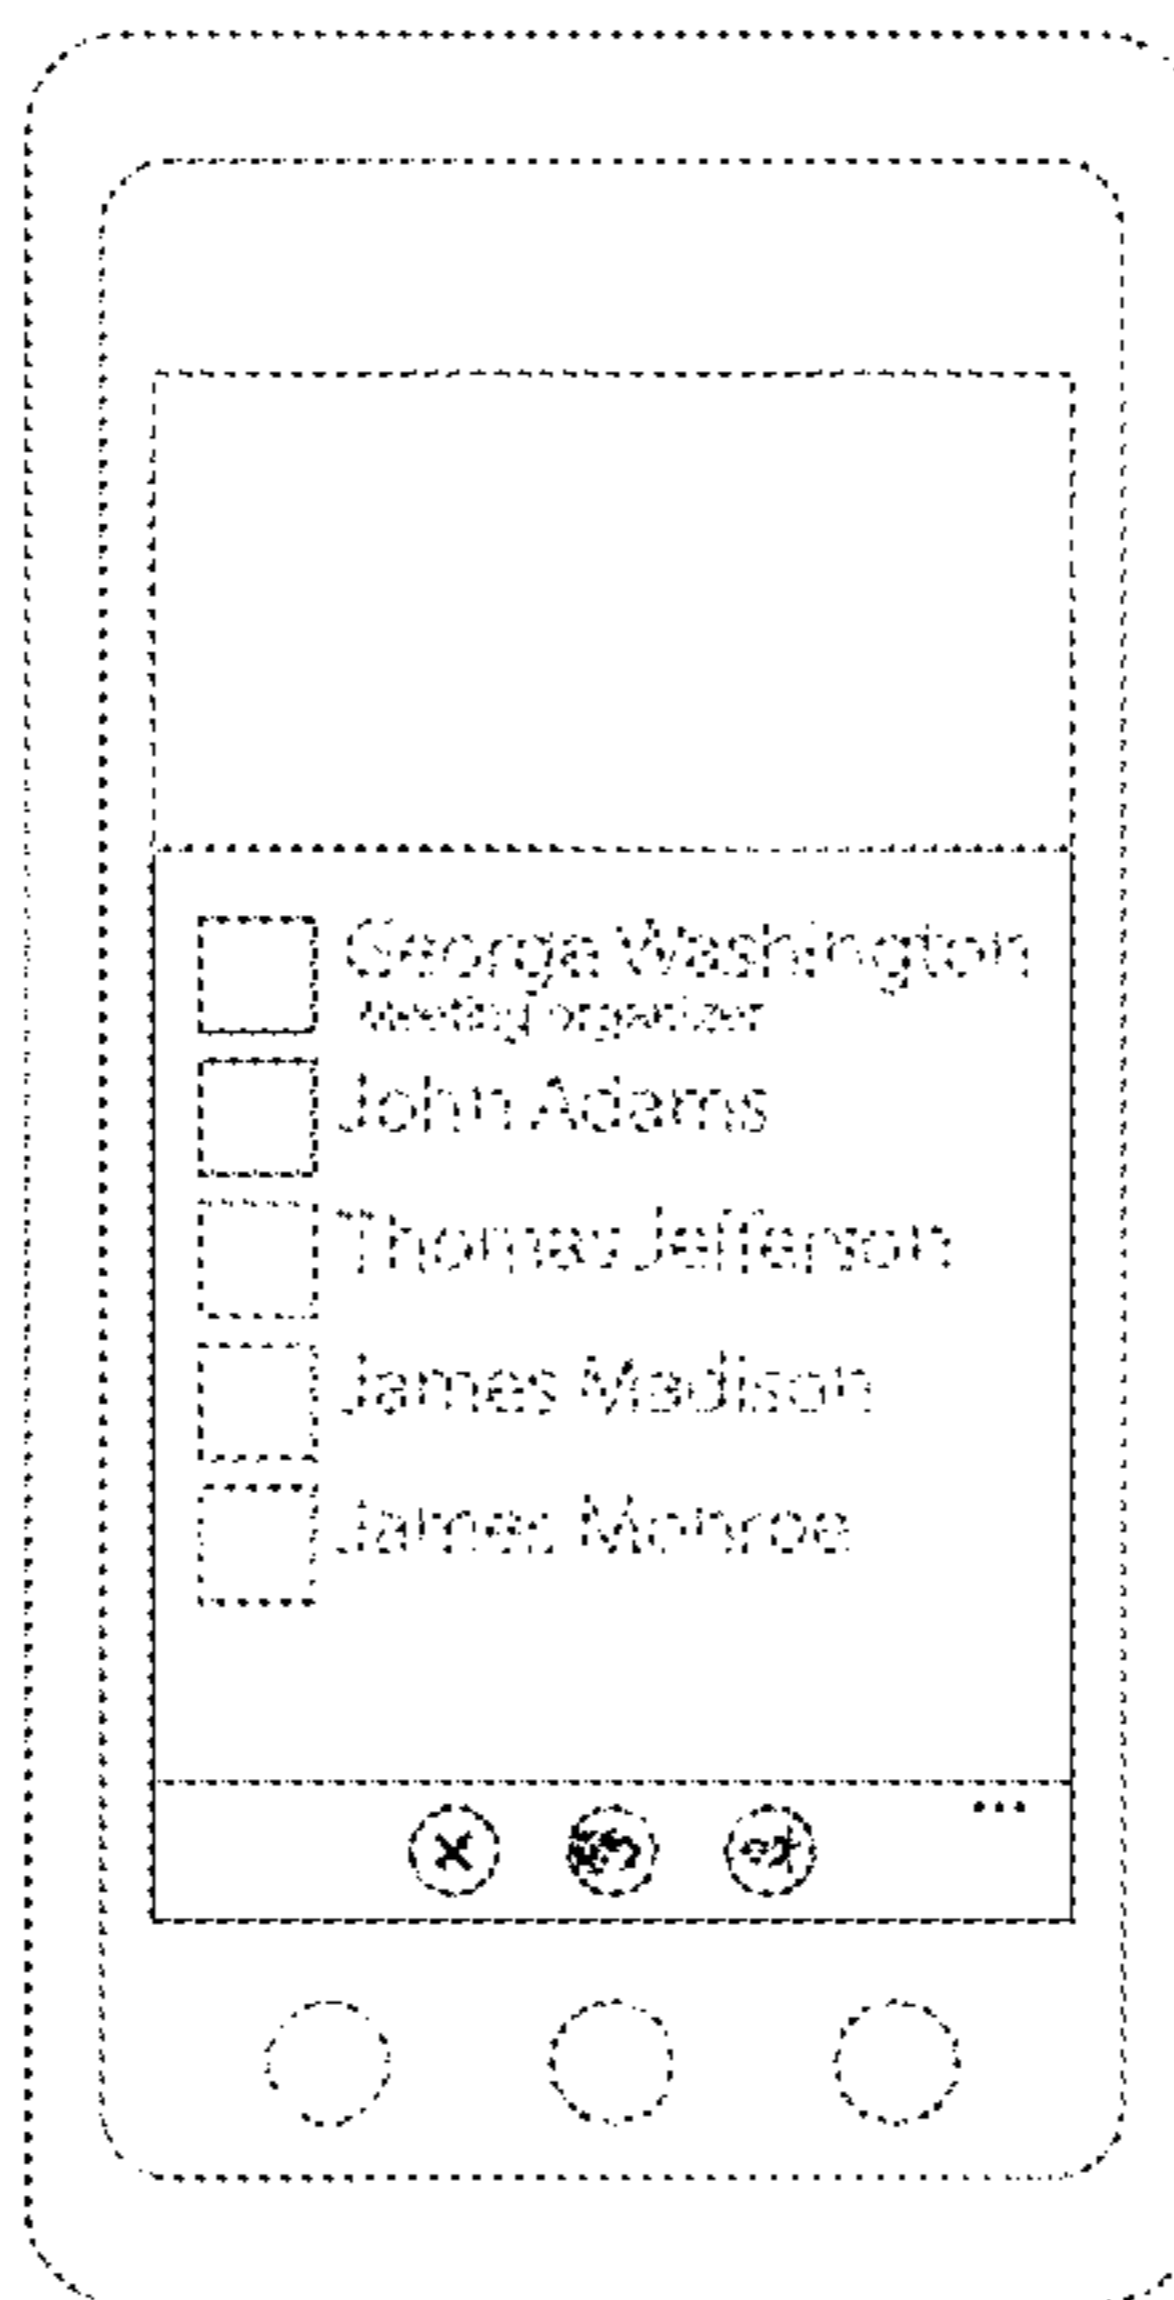 George Washington
Meeting organizer
John Adams
Thomas Jefferson
James Madison
James Monroe